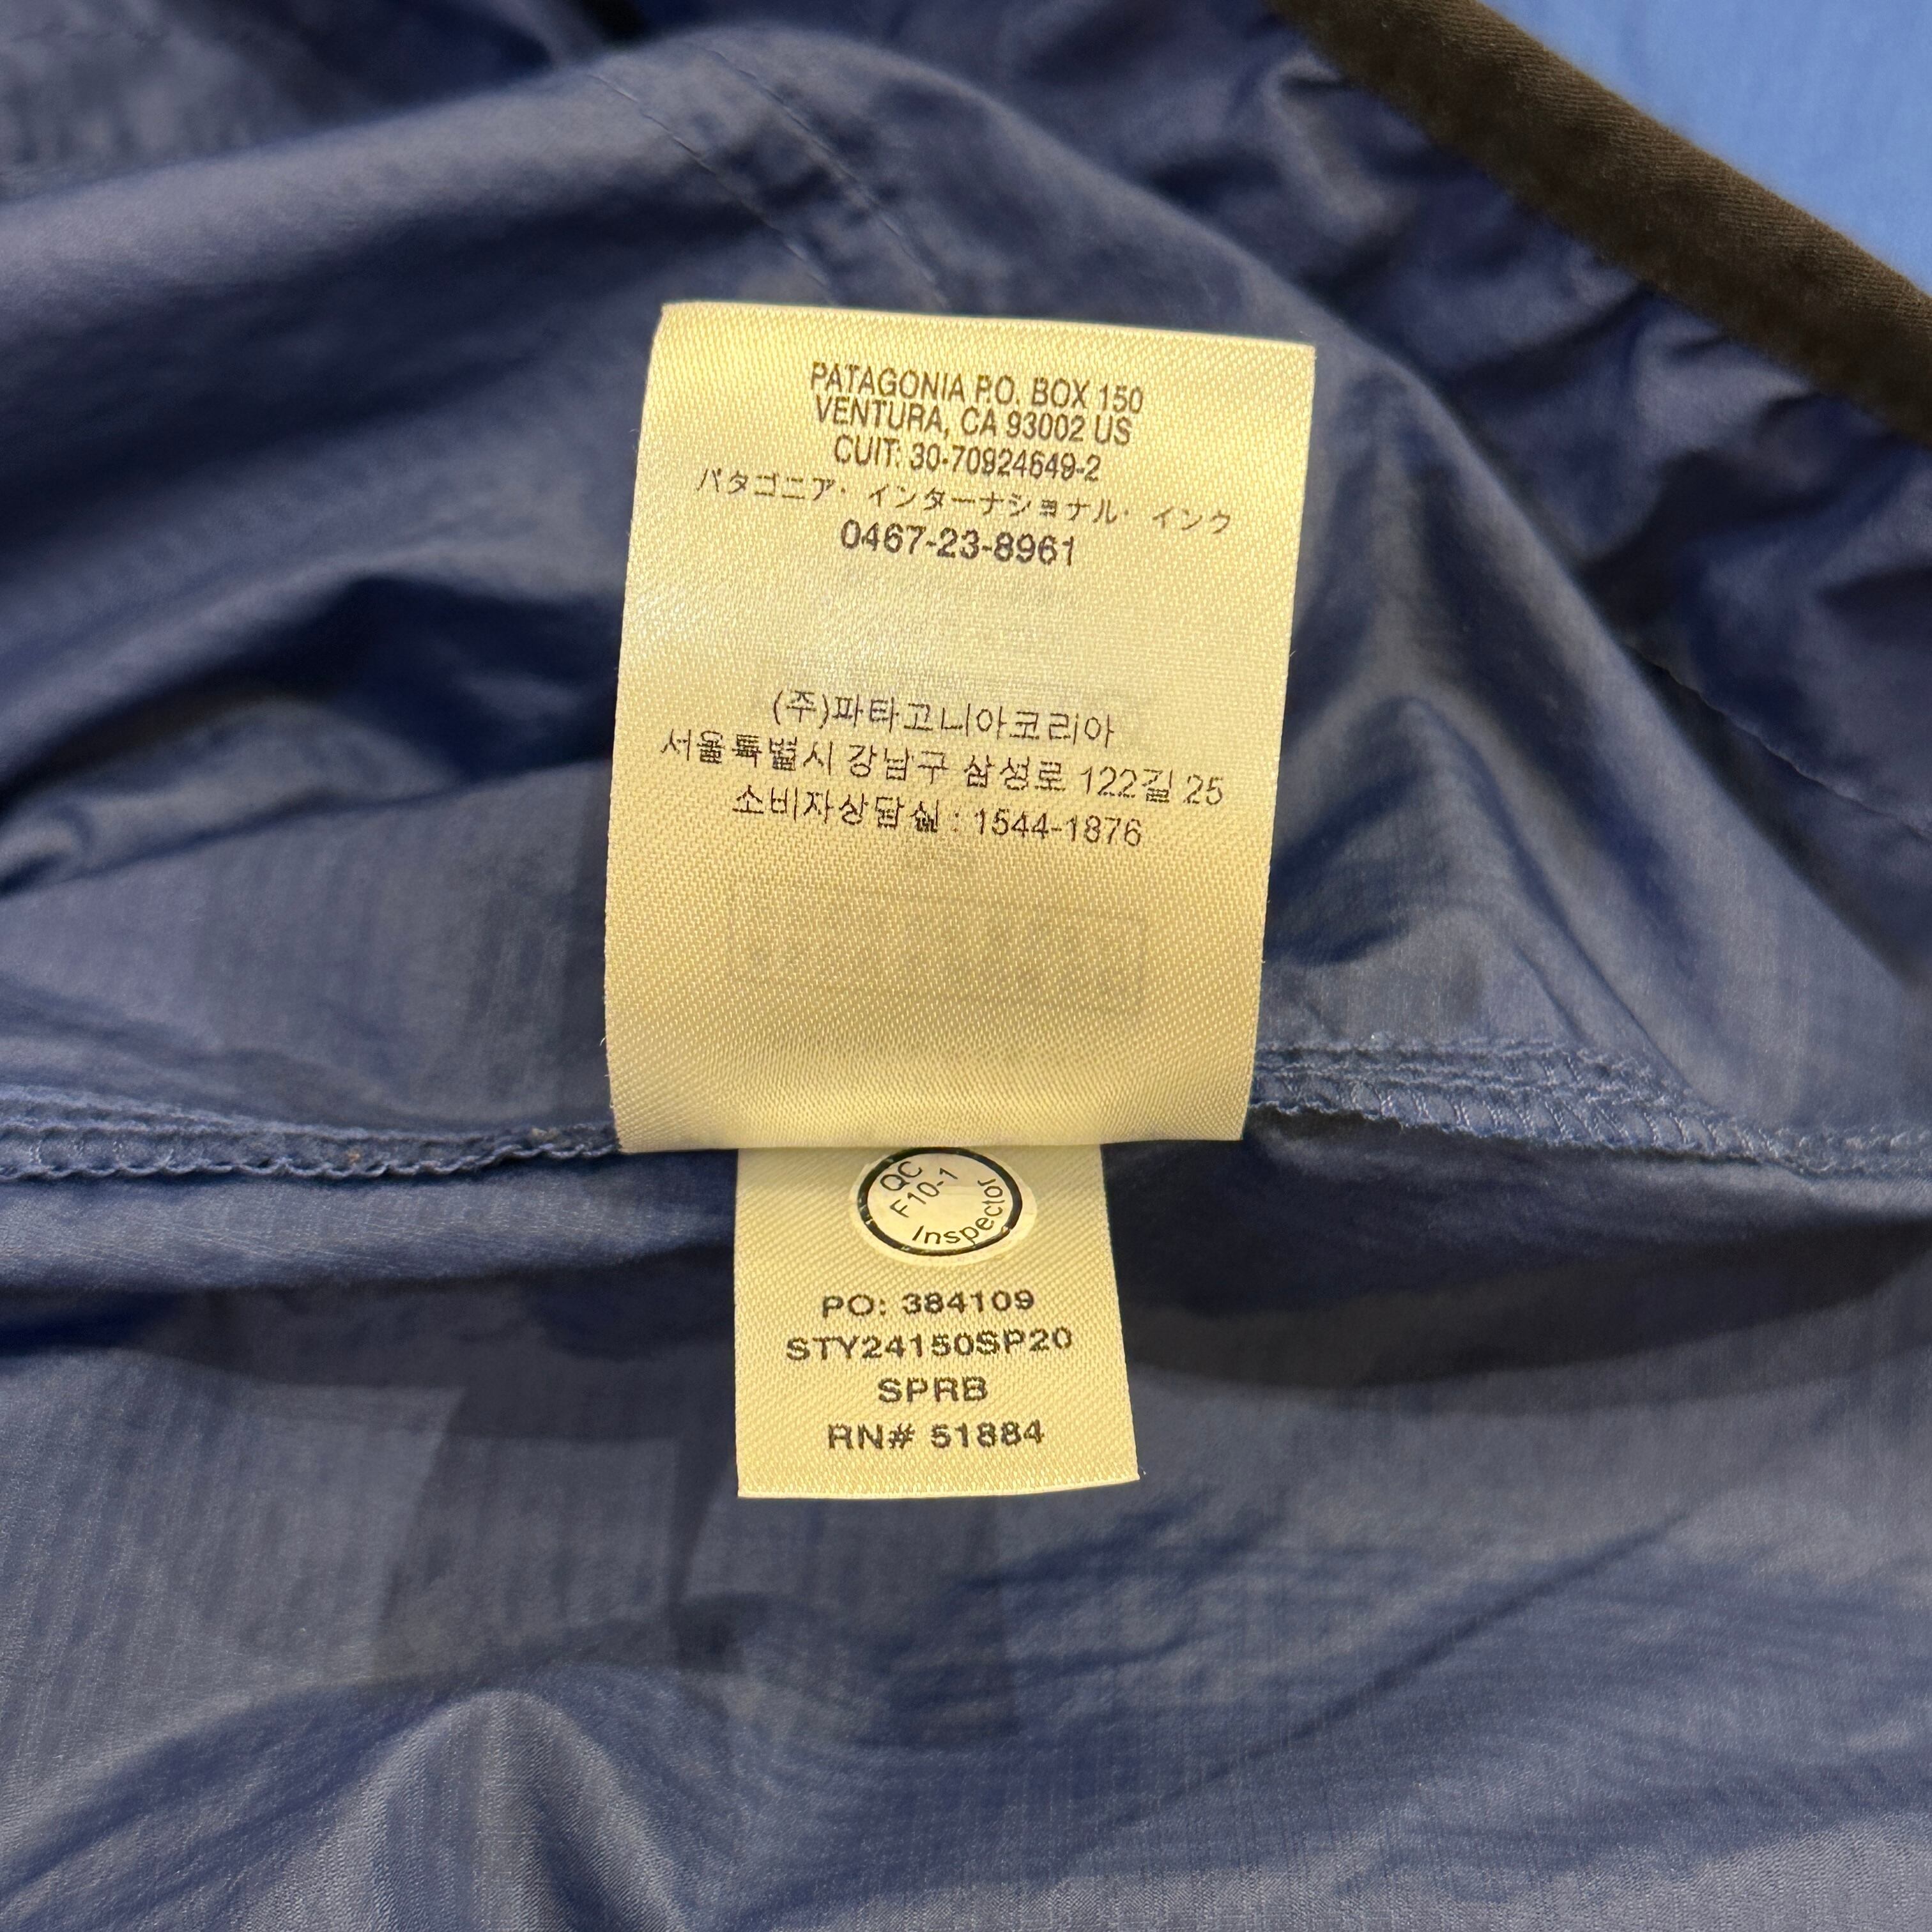 PATAGONIA P.O. BOX 150
VENTURA, CA 93002 US
CUIT: 30-70924649-2
パタゴニア・インターナショナル・インク
0467-23-8961
(주)파타고니아코리아
서울특별시 강남구 삼성로 122길 25
소비자상담실 : 1544-1876
QC
F10-1
Inspector
PO: 384109
STY24150SP20
SPRB
RN# 51884